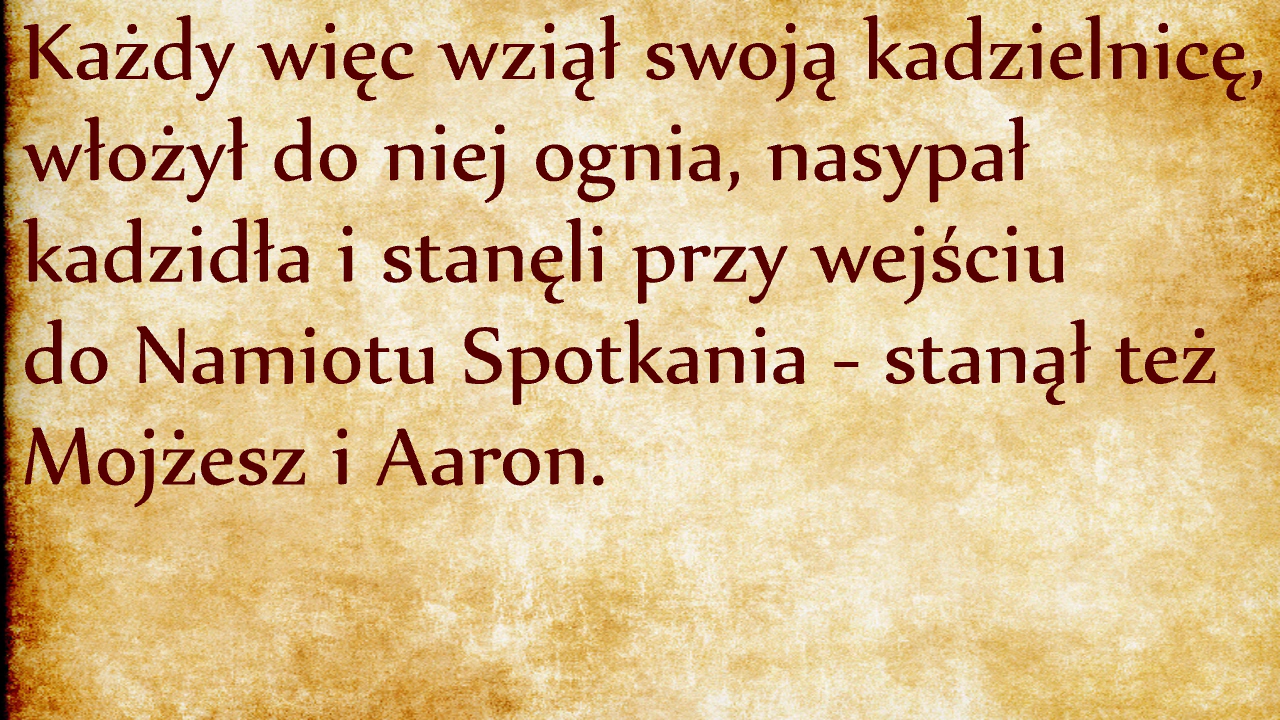 Każdy więc wziął swoją kadzielnicę,
włożył do niej ognia, nasypał
kadzidła i stanęli przy wejściu
do Namiotu Spotkania - stanął też
Mojżesz i Aaron.